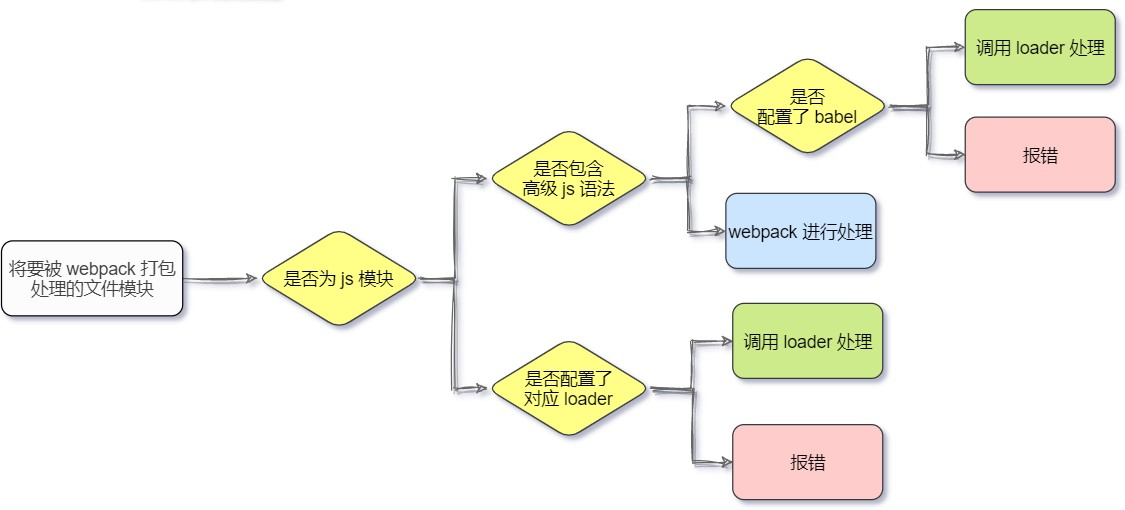 将要被 webpack 打包
处理的文件模块
是否为 js 模块
是否包含
高级 js 语法
是否
配置了 babel
调用 loader 处理
报错
webpack 进行处理
是否配置了
对应 loader
调用 loader 处理
报错